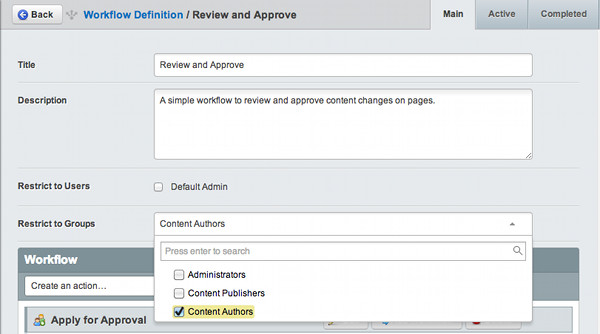 Back Workflow Definition / Review and Approve Main Active Completed
Title Review and Approve
Description A simple workflow to review and approve content changes on pages.
Restrict to Users Default Admin
Restrict to Groups Content Authors
Press enter to search
Workflow
Administrators
Create an action...
Content Publishers
Content Authors
Apply for Approval